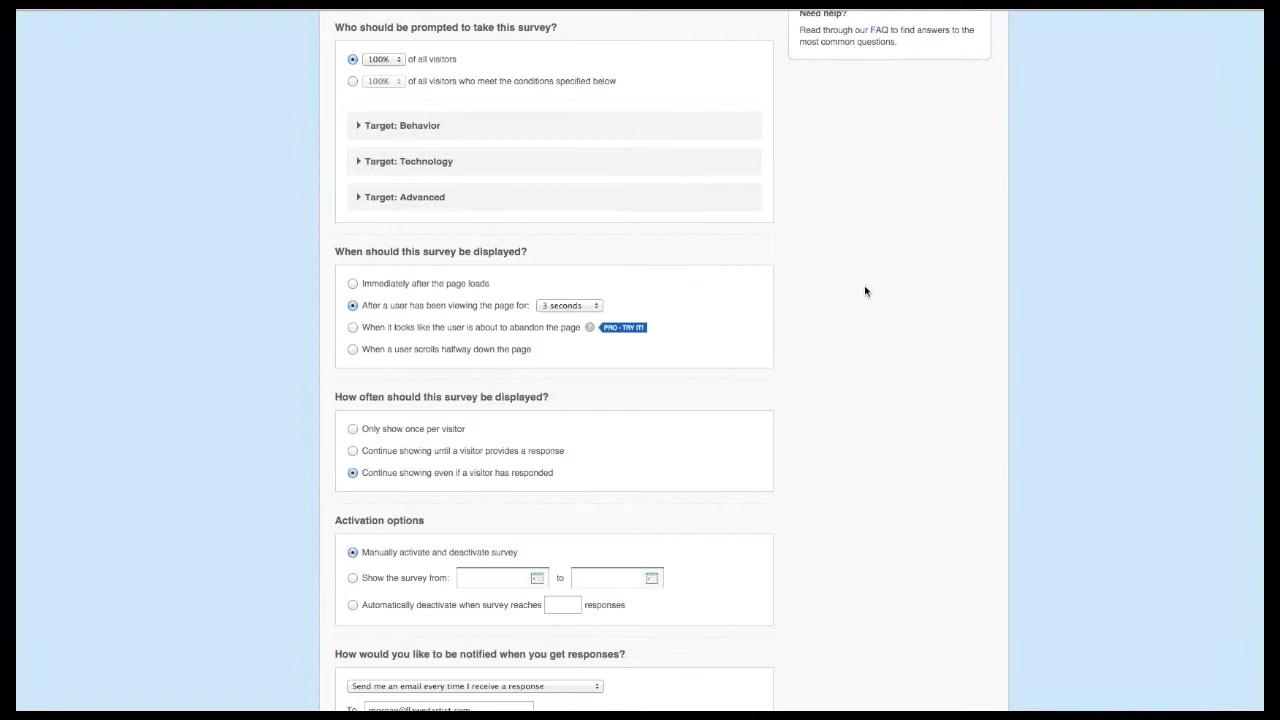 Who should be prompted to take this survey?
Need help?
Read through our FAQ to find answers to the
most common questions.
100% of all visitors
100% of all visitors who meet the conditions specified below
Target: Behavior
Target: Technology
Target: Advanced
When should this survey be displayed?
Immediately after the page loads
After a user has been viewing the page for: 3 seconds
When it looks like the user is about to abandon the page ? PRO - TRY IT!
When a user scrolls halfway down the page
How often should this survey be displayed?
Only show once per visitor
Continue showing until a visitor provides a response
Continue showing even if a visitor has responded
Activation options
Manually activate and deactivate survey
Show the survey from: to
Automatically deactivate when survey reaches responses
How would you like to be notified when you get responses?
Send me an email every time I receive a response
To morgan@flawedartist.com